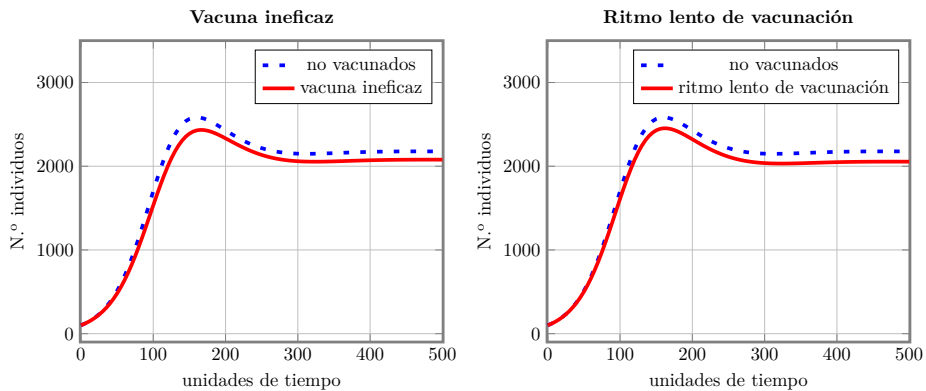 Vacuna ineficaz
no vacunados
vacuna ineficaz
3000
2000
1000
0
N.º individuos
0 100 200 300 400 500
unidades de tiempo
Ritmo lento de vacunación
no vacunados
ritmo lento de vacunación
3000
2000
1000
0
N.º individuos
0 100 200 300 400 500
unidades de tiempo